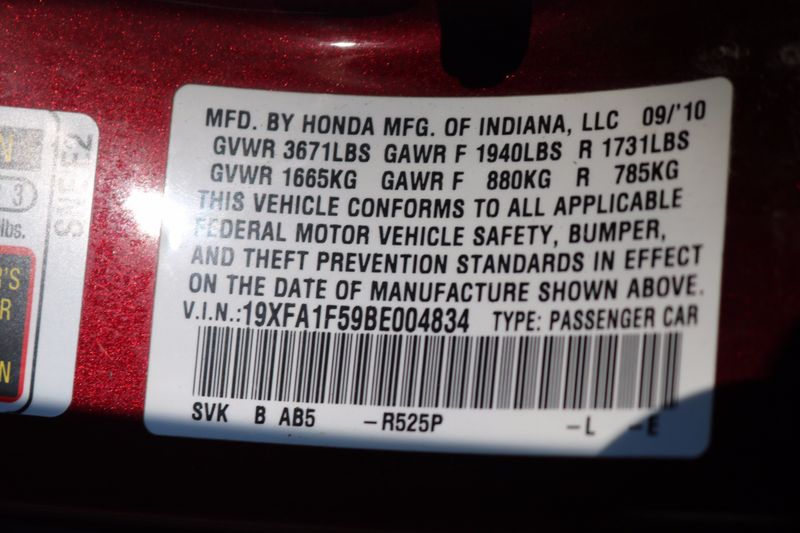 MFD. BY HONDA MFG. OF INDIANA, LLC 09/'10
GVWR 3671LBS GAWR F 1940LBS R 1731LBS
GVWR 1665KG GAWR F 880KG R 785KG
THIS VEHICLE CONFORMS TO ALL APPLICABLE
FEDERAL MOTOR VEHICLE SAFETY, BUMPER,
AND THEFT PREVENTION STANDARDS IN EFFECT
ON THE DATE OF MANUFACTURE SHOWN ABOVE.
V.I.N.:19XFA1F59BE004834 TYPE: PASSENGER CAR
SVK B AB5 -R525P -L -E
3
lbs.